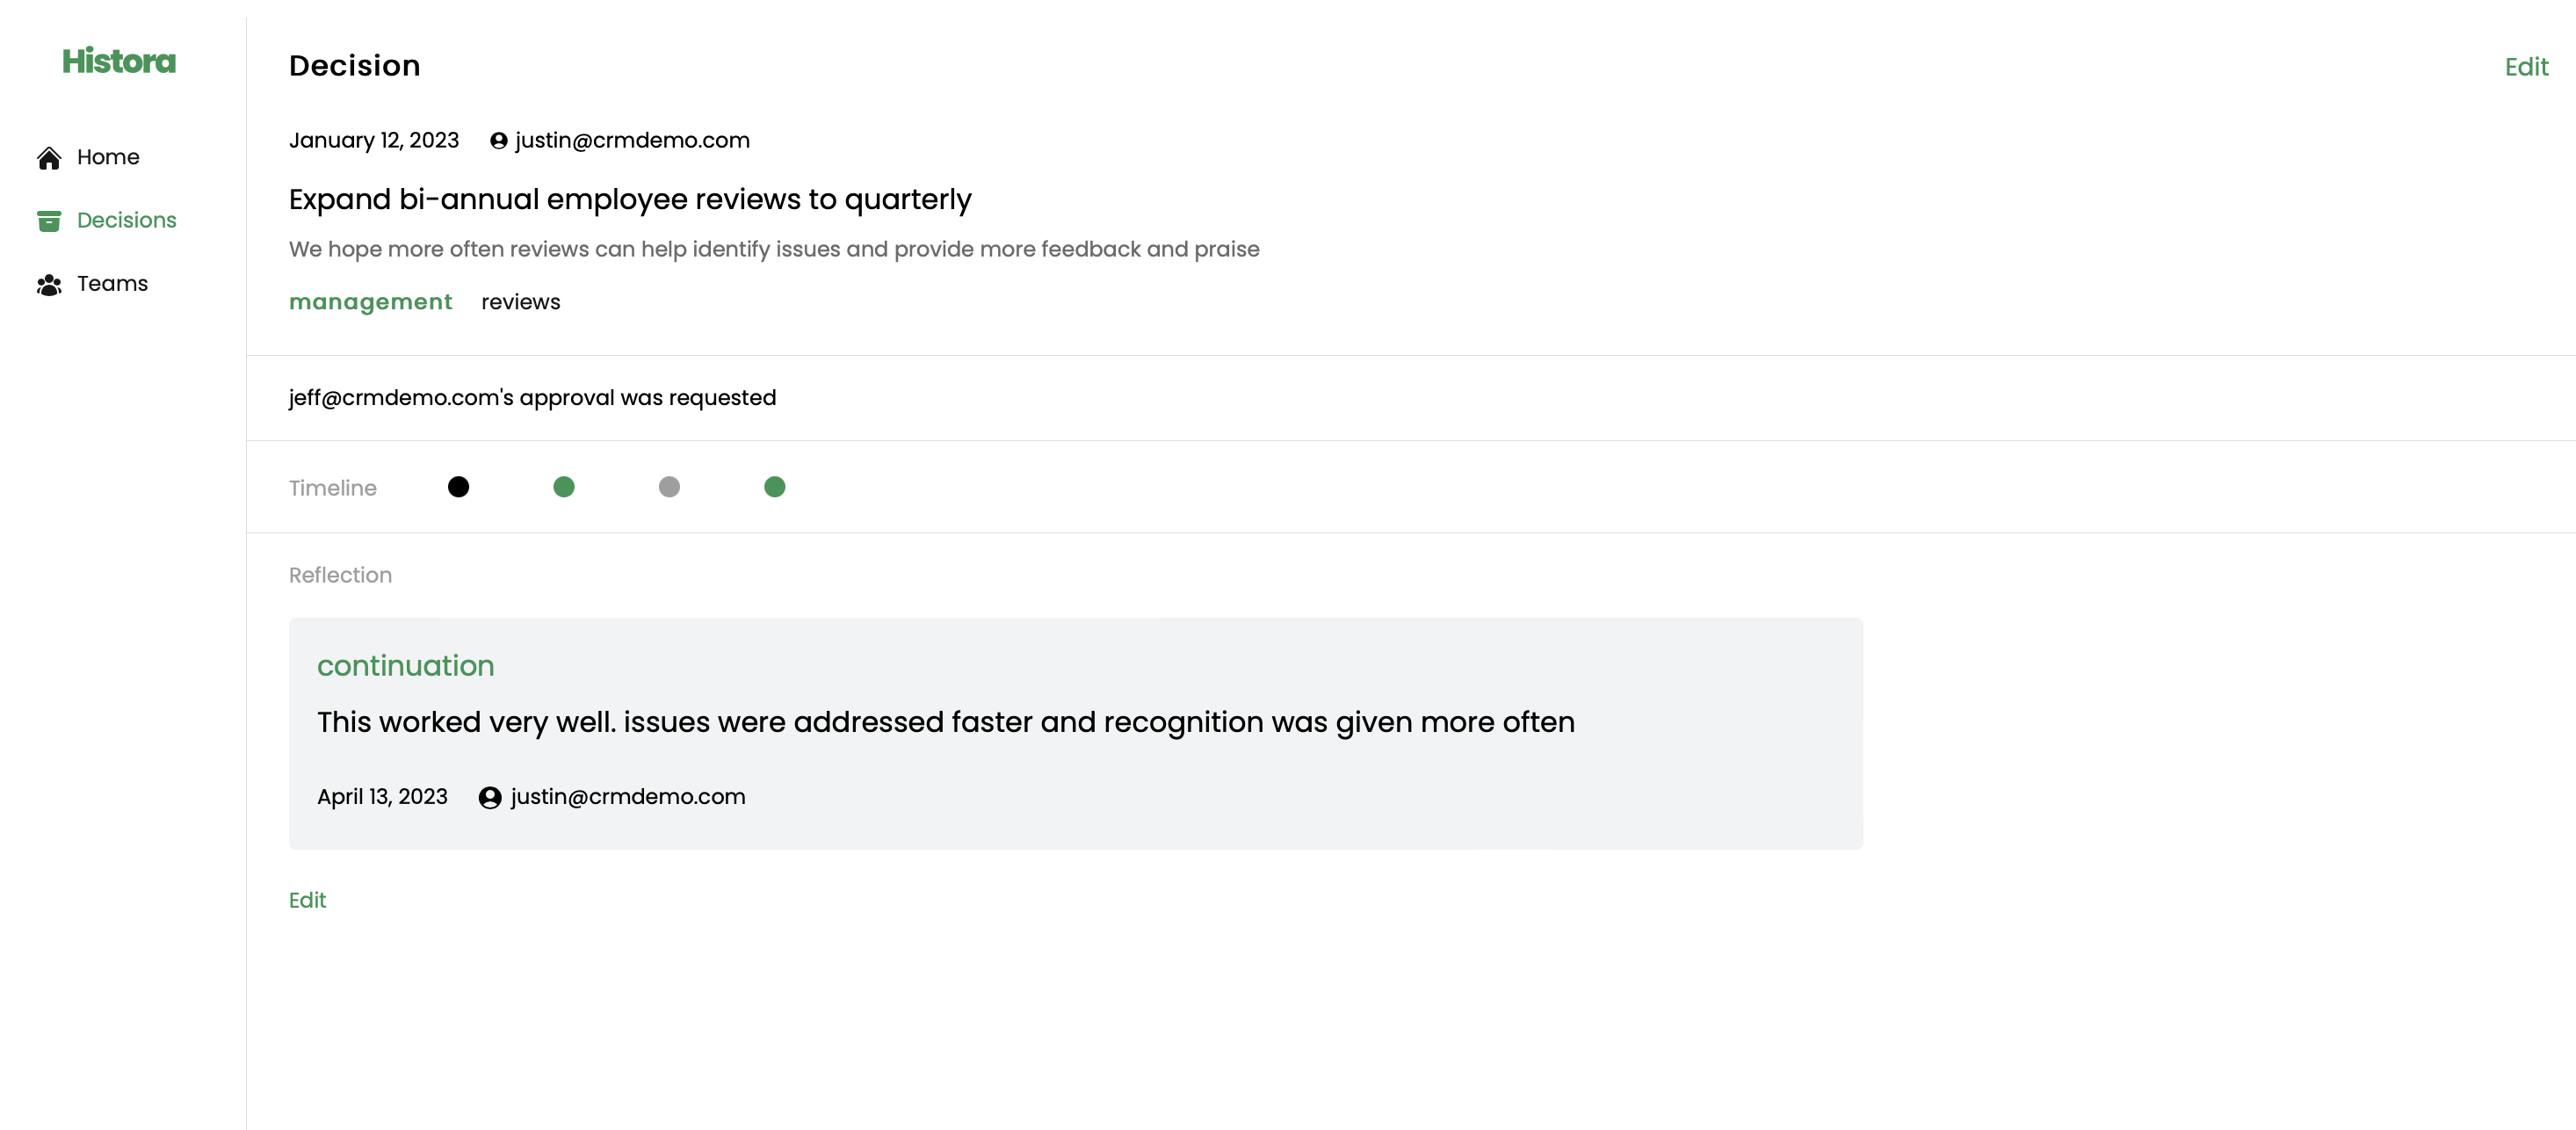 Histora
Home
Decisions
Teams
Decision
Edit
January 12, 2023 justin@crmdemo.com
Expand bi-annual employee reviews to quarterly
We hope more often reviews can help identify issues and provide more feedback and praise
management reviews
jeff@crmdemo.com's approval was requested
Timeline
Reflection
continuation
This worked very well. issues were addressed faster and recognition was given more often
April 13, 2023 justin@crmdemo.com
Edit